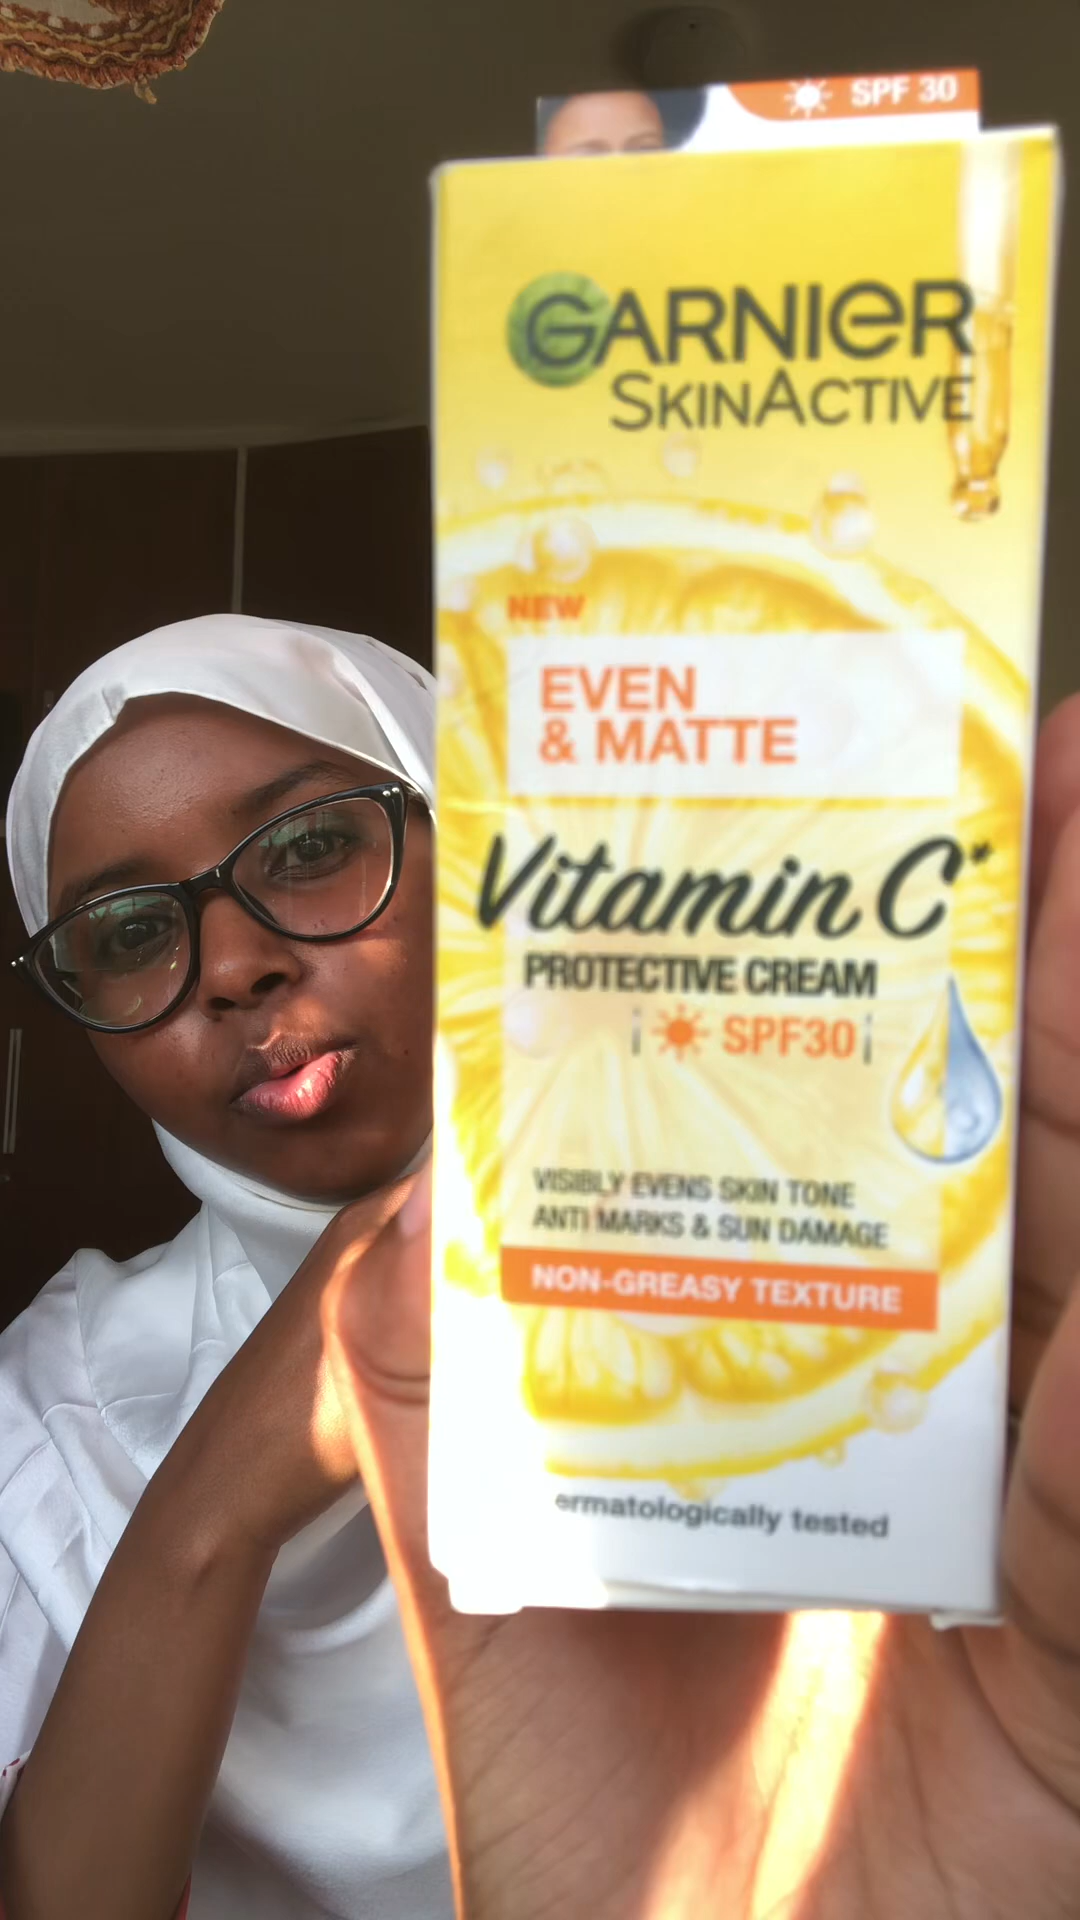 SPF 30
GARNIER
SKINACTIVE
NEW
EVEN
& MATTE
Vitamin C*
PROTECTIVE CREAM
SPF30
VISIBLY EVENS SKIN TONE
ANTI MARKS & SUN DAMAGE
NON-GREASY TEXTURE
ermatologically tested